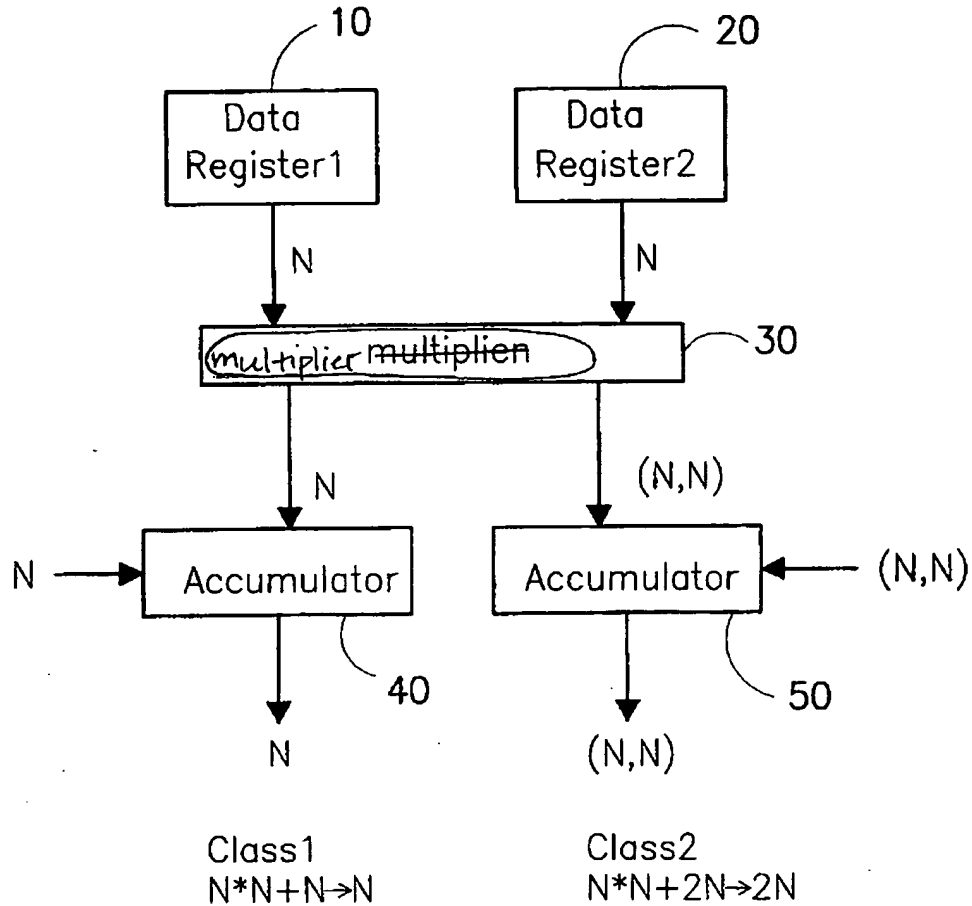 10
20
Data
Register1
Data
Register2
N
N
multiplier multiplien
30
N
(N,N)
N
Accumulator
Accumulator
(N,N)
40
50
N
(N,N)
Class1
N*N+N→N
Class2
N*N+2N→2N